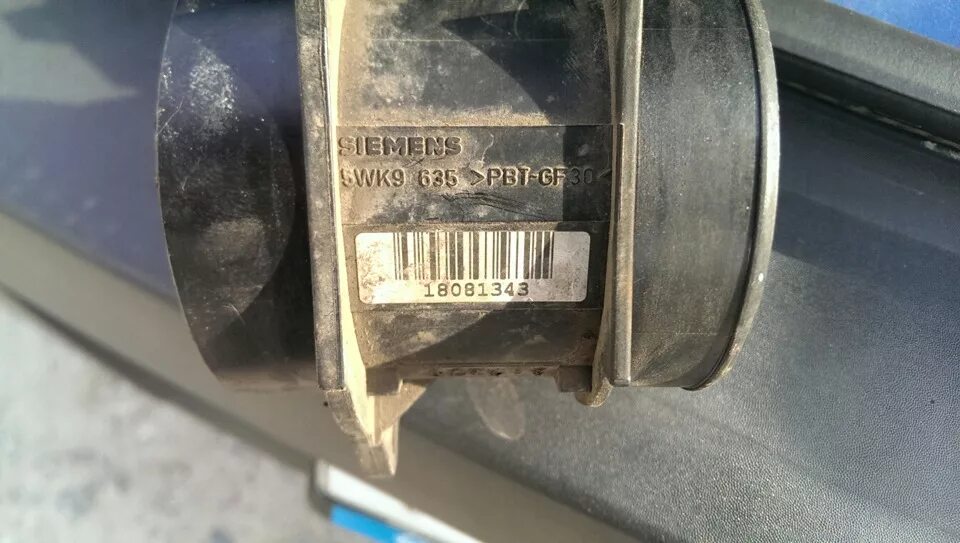 SIEMENS
5WK9 635 >PBT-GF30<
18081343